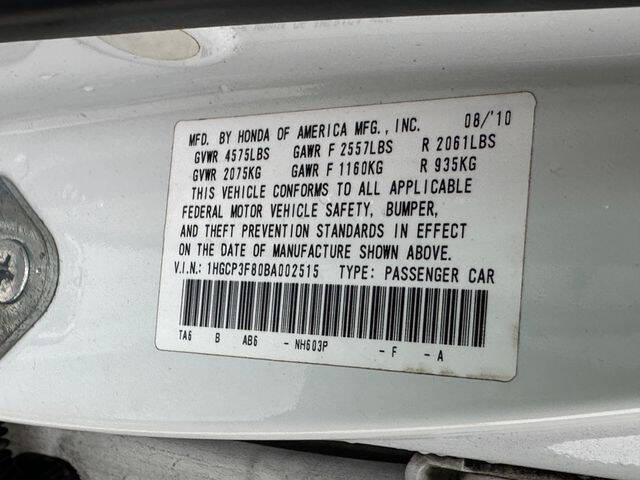 MFD. BY HONDA OF AMERICA MFG., INC. 08/'10
GVWR 4575LBS GAWR F 2557LBS R 2061LBS
GVWR 2075KG GAWR F 1160KG R 935KG
THIS VEHICLE CONFORMS TO ALL APPLICABLE
FEDERAL MOTOR VEHICLE SAFETY, BUMPER,
AND THEFT PREVENTION STANDARDS IN EFFECT
ON THE DATE OF MANUFACTURE SHOWN ABOVE.
V.I.N.: 1HGCP3F80BA002515 TYPE: PASSENGER CAR
TA6 B AB6 - NH603P - F - A